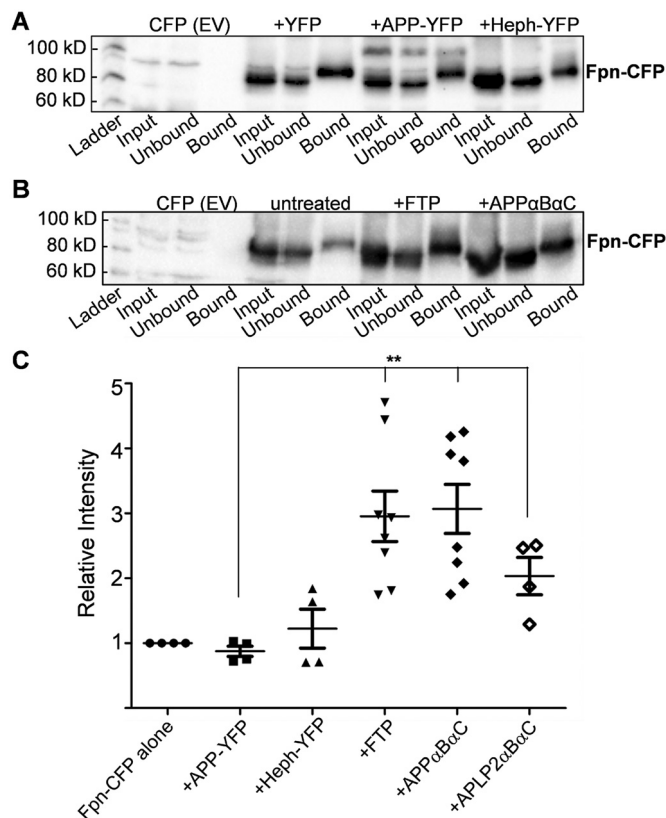 A
CFP (EV) +YFP +APP-YFP +Heph-YFP
100 kD
80 kD
60 kD
Fpn-CFP
Ladder Input Unbound Bound Input Unbound Bound Input Unbound Bound Input Unbound Bound
B
CFP (EV) untreated +FTP +APPαBαC
100 kD
80 kD
60 kD
Fpn-CFP
Ladder Input Unbound Bound Input Unbound Bound Input Unbound Bound Input Unbound Bound
C
**
Relative Intensity
5
4
3
2
1
Fpn-CFP alone +APP-YFP +Heph-YFP +FTP +APPαBαC +APLP2αBαC